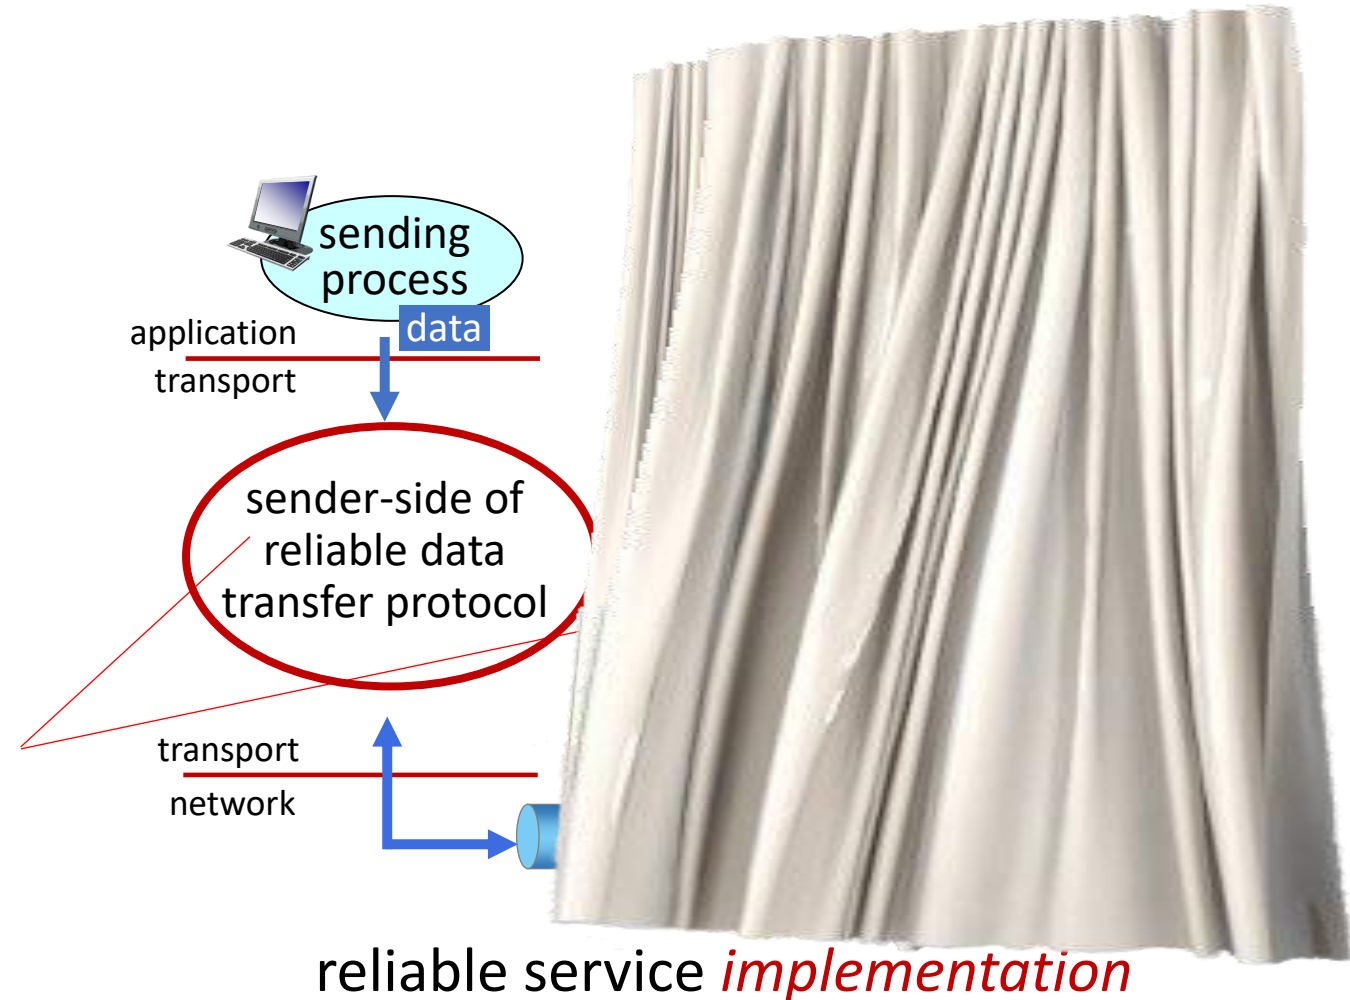 sending
process
data
application
transport
sender-side of
reliable data
transfer protocol
transport
network
reliable service implementation